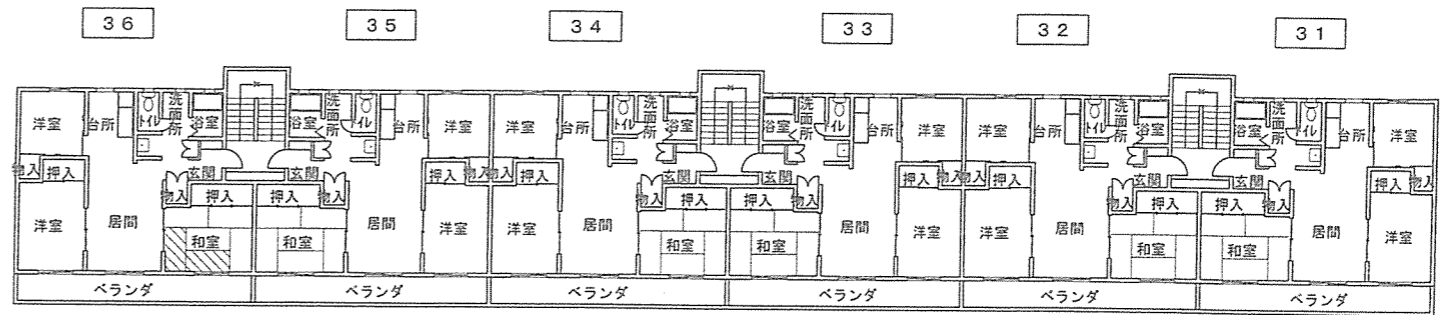 36 35 34 33 32 31
洋室 台所 トイレ 洗面所 浴室 浴室 洗面所 トイレ 台所 洋室 洋室 台所 トイレ 洗面所 浴室 浴室 洗面所 トイレ 台所 洋室 洋室 台所 トイレ 洗面所 浴室 浴室 洗面所 トイレ 台所 洋室
物入 押入 物入 玄関 玄関 物入 押入 物入 物入 押入 物入 玄関 玄関 物入 押入 物入 物入 押入 物入 玄関 玄関 物入 押入 物入
押入 押入 押入 押入 押入 押入
洋室 居間 和室 和室 居間 洋室 洋室 居間 和室 和室 居間 洋室 洋室 居間 和室 和室 居間 洋室
ベランダ ベランダ ベランダ ベランダ ベランダ ベランダ